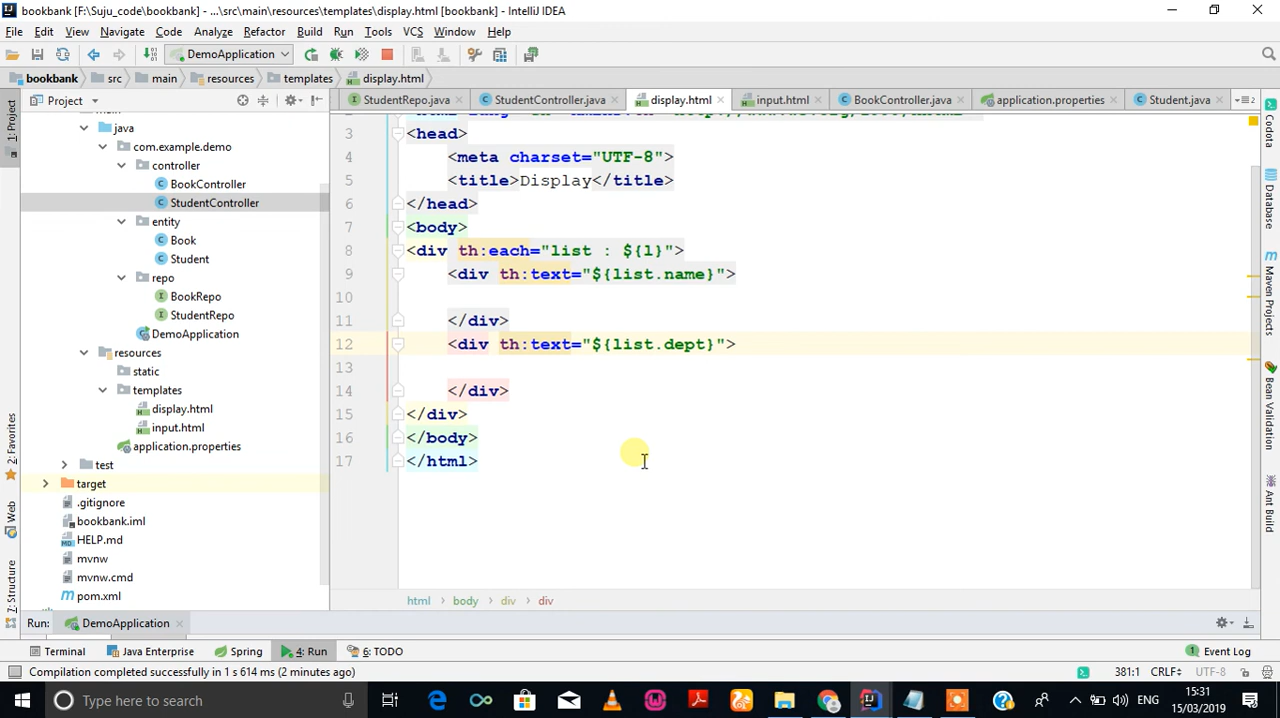 bookbank [F:\Suju_code\bookbank] - ...\src\main\resources\templates\display.html [bookbank] - IntelliJ IDEA
File Edit View Navigate Code Analyze Refactor Build Run Tools VCS Window Help
DemoApplication
bookbank src main resources templates display.html
Project
StudentRepo.java StudentController.java display.html input.html BookController.java application.properties Student.java
1: Project
java
com.example.demo
controller
BookController
StudentController
entity
Book
Student
repo
BookRepo
StudentRepo
DemoApplication
resources
static
templates
display.html
input.html
application.properties
test
target
.gitignore
bookbank.iml
HELP.md
mvnw
mvnw.cmd
pom.xml
2: Favorites
Web
7: Structure
3 <head>
4 <meta charset="UTF-8">
5 <title>Display</title>
6 </head>
7 <body>
8 <div th:each="list : ${l}">
9 <div th:text="${list.name}">
10
11 </div>
12 <div th:text="${list.dept}">
13
14 </div>
15 </div>
16 </body>
17 </html>
html body div div
Codota
Database
Maven Projects
Bean Validation
Ant Build
Run: DemoApplication
Terminal Java Enterprise Spring 4: Run 6: TODO Event Log
Compilation completed successfully in 1 s 614 ms (2 minutes ago) 381:1 CRLF UTF-8
Type here to search
ENG
15:31
15/03/2019